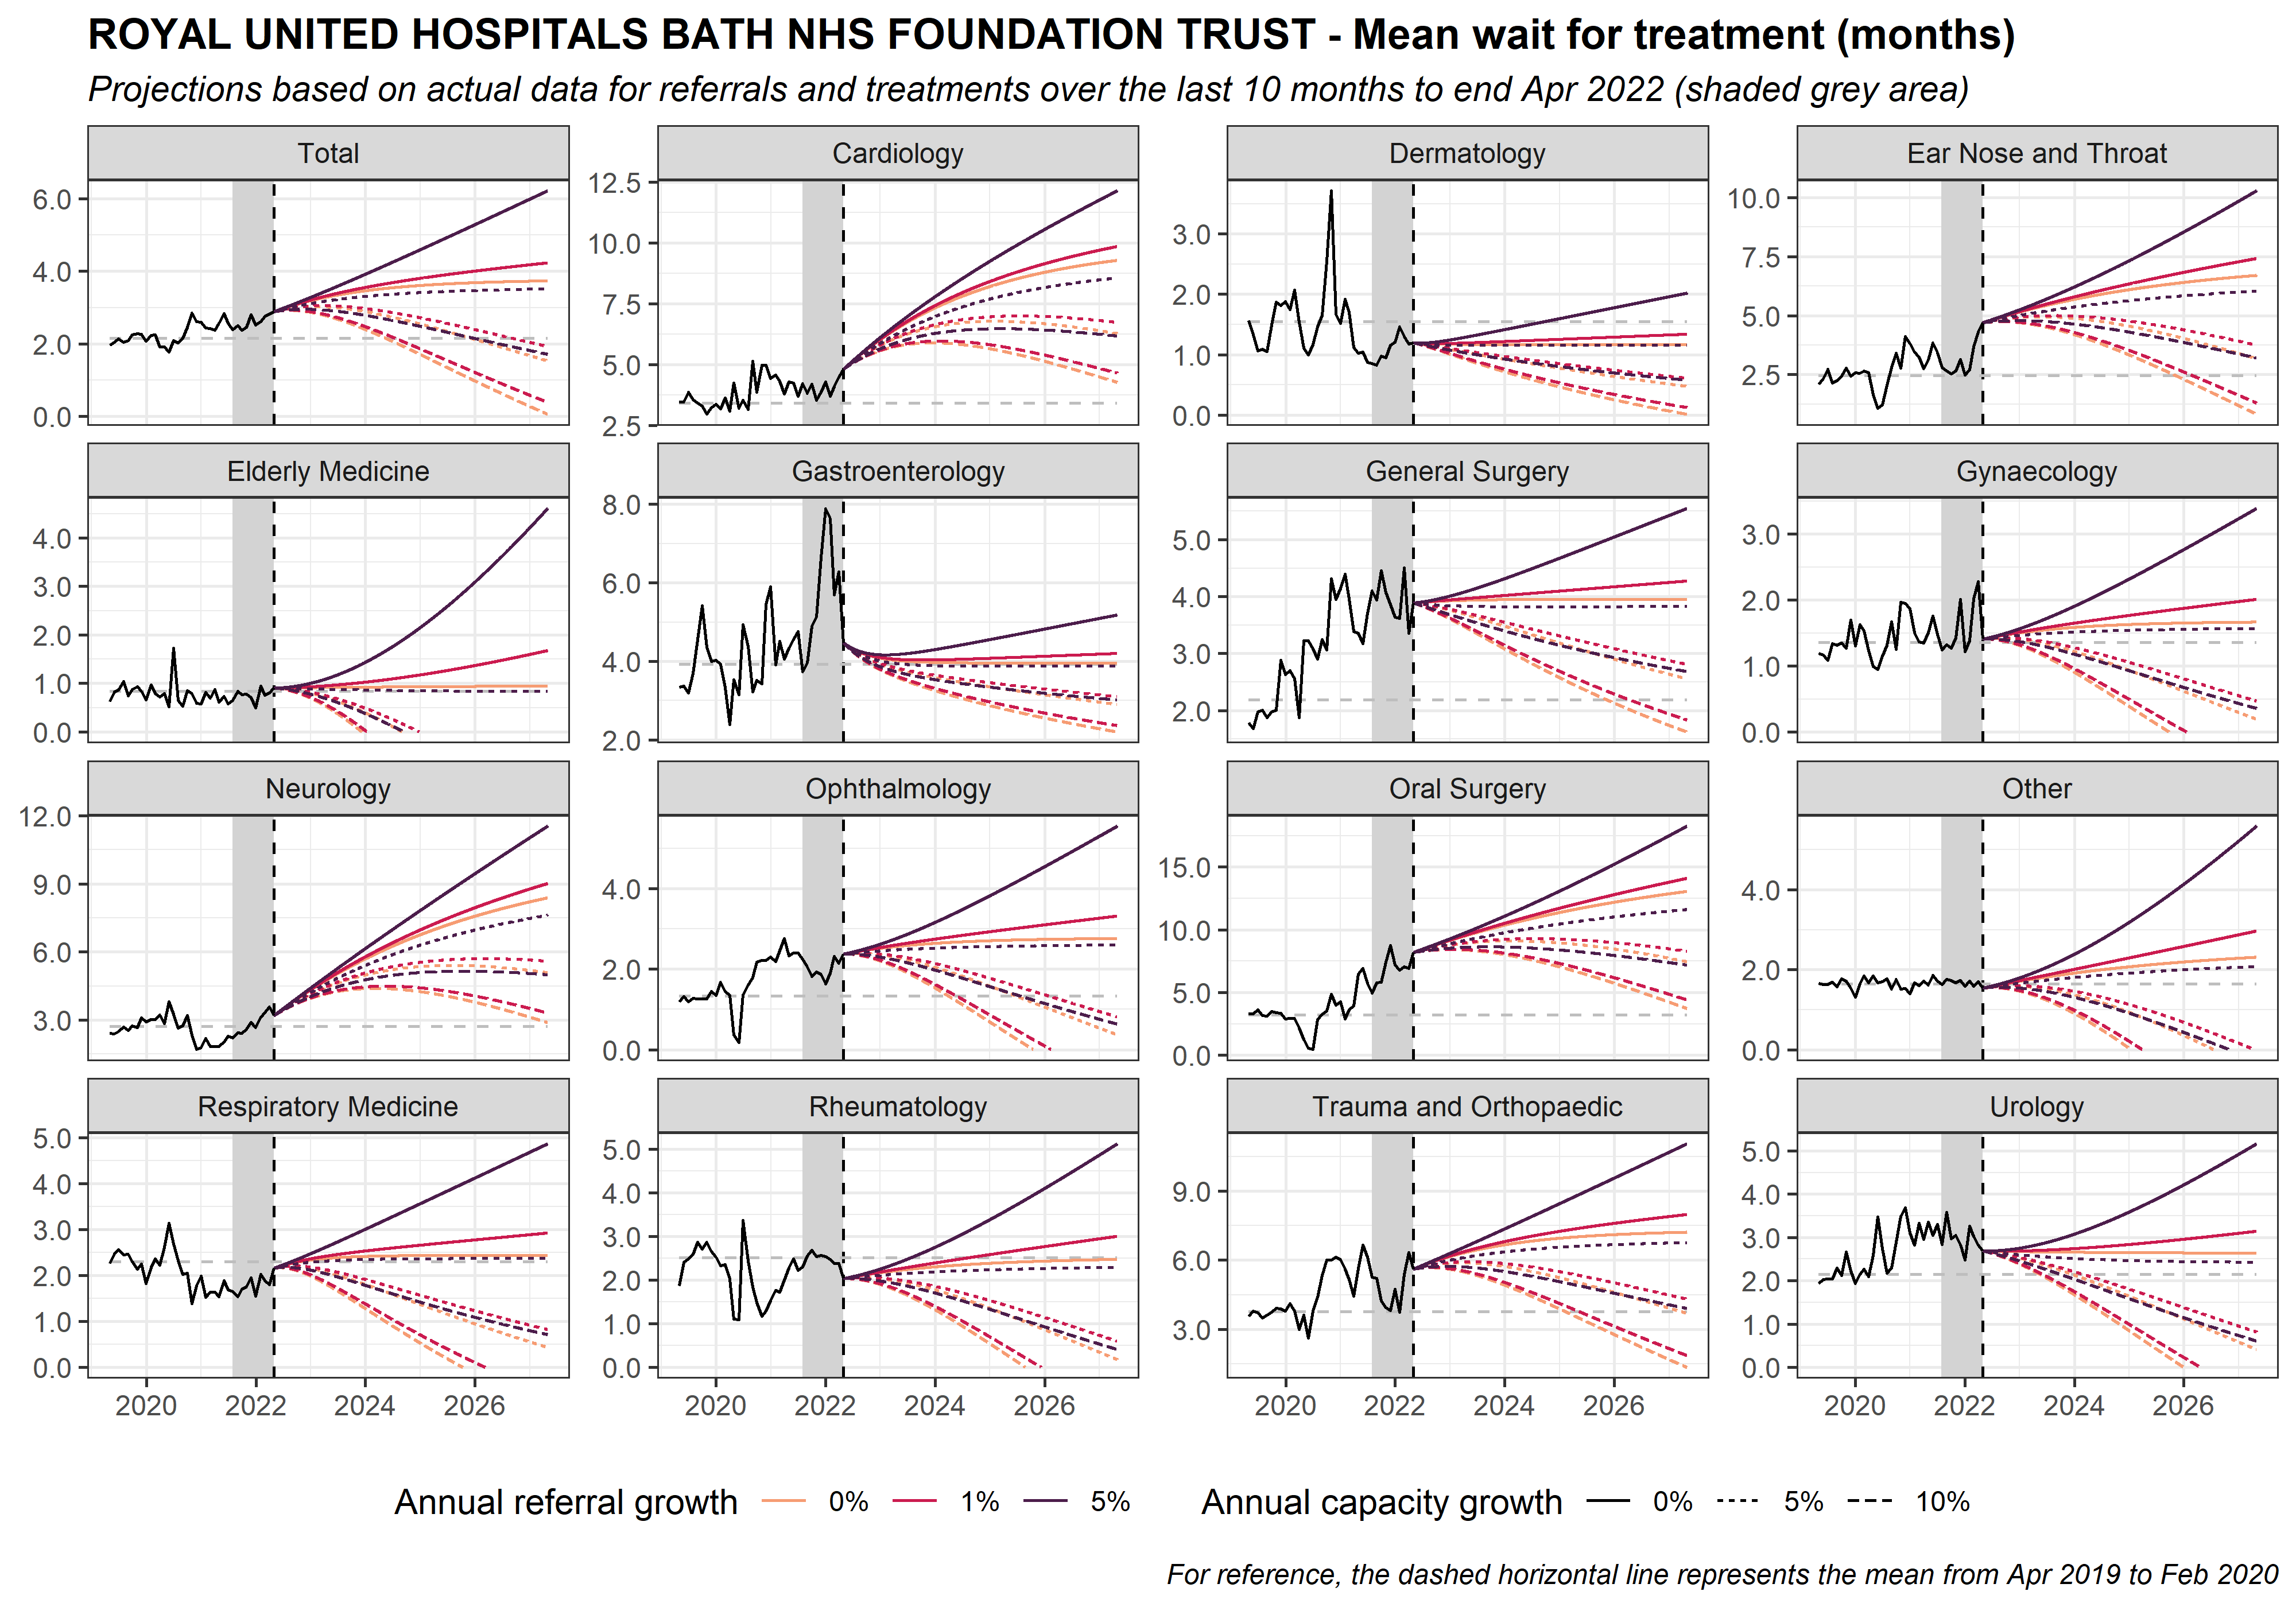 ROYAL UNITED HOSPITALS BATH NHS FOUNDATION TRUST - Mean wait for treatment (months)
Projections based on actual data for referrals and treatments over the last 10 months to end Apr 2022 (shaded grey area)
Total
6.0
4.0
2.0
0.0
Cardiology
12.5
10.0
7.5
5.0
2.5
Dermatology
3.0
2.0
1.0
0.0
Ear Nose and Throat
10.0
7.5
5.0
2.5
Elderly Medicine
4.0
3.0
2.0
1.0
0.0
Gastroenterology
8.0
6.0
4.0
2.0
General Surgery
5.0
4.0
3.0
2.0
Gynaecology
3.0
2.0
1.0
0.0
Neurology
12.0
9.0
6.0
3.0
Ophthalmology
4.0
2.0
0.0
Oral Surgery
15.0
10.0
5.0
0.0
Other
4.0
2.0
0.0
Respiratory Medicine
5.0
4.0
3.0
2.0
1.0
0.0
Rheumatology
5.0
4.0
3.0
2.0
1.0
0.0
Trauma and Orthopaedic
9.0
6.0
3.0
Urology
5.0
4.0
3.0
2.0
1.0
0.0
2020 2022 2024 2026
2020 2022 2024 2026
2020 2022 2024 2026
2020 2022 2024 2026
Annual referral growth 0% 1% 5%
Annual capacity growth 0% 5% 10%
For reference, the dashed horizontal line represents the mean from Apr 2019 to Feb 2020